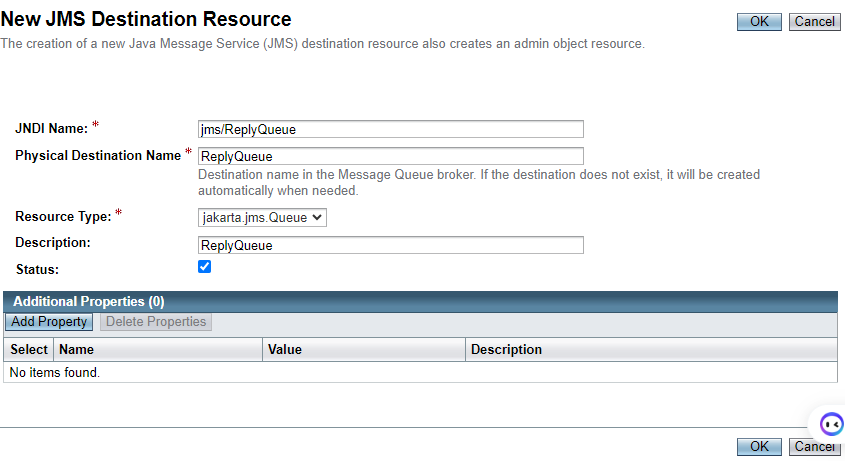 New JMS Destination Resource
OK Cancel
The creation of a new Java Message Service (JMS) destination resource also creates an admin object resource.
JNDI Name: * jms/ReplyQueue
Physical Destination Name * ReplyQueue
Destination name in the Message Queue broker. If the destination does not exist, it will be created
automatically when needed.
Resource Type: * jakarta.jms.Queue
Description: ReplyQueue
Status:
Additional Properties (0)
Add Property Delete Properties
Select Name Value Description
No items found.
OK Cancel